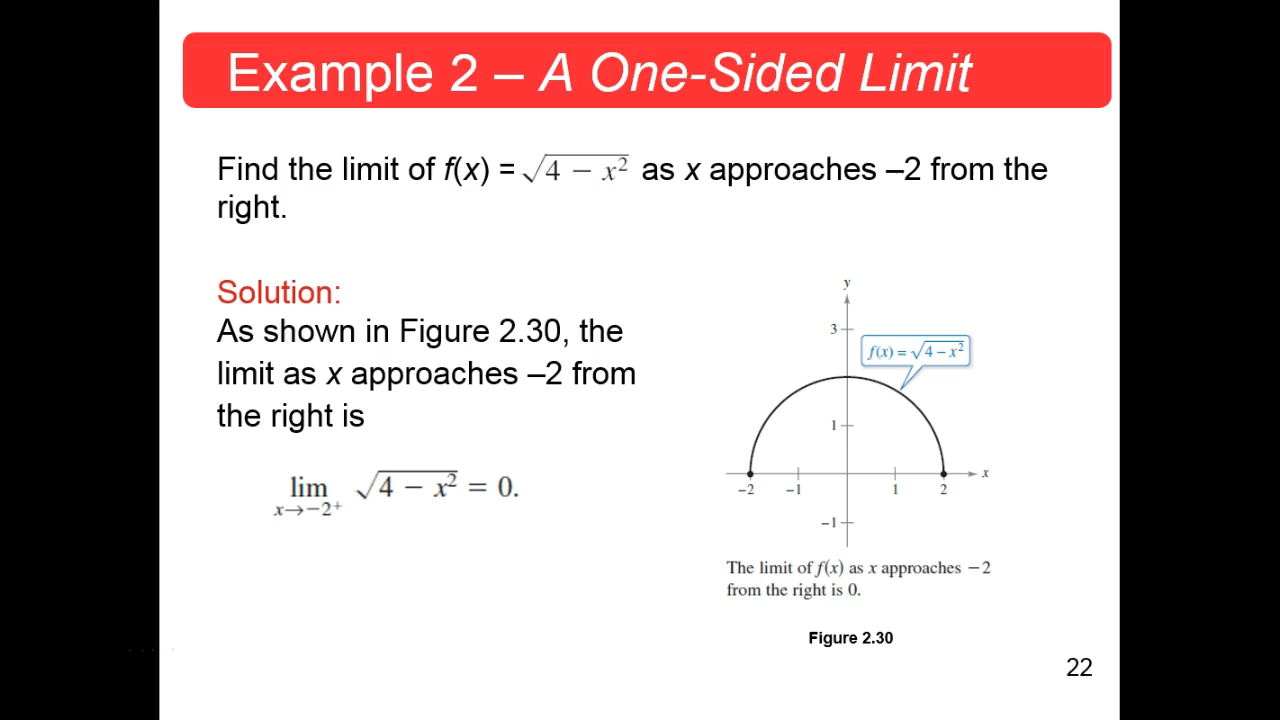 Example 2 – A One-Sided Limit
Find the limit of f(x) = √4 − x² as x approaches –2 from the
right.
Solution:
As shown in Figure 2.30, the
limit as x approaches –2 from
the right is
lim √4 − x² = 0.
x→−2⁺
y
3
f(x) = √4 − x²
1
x
−2 −1 1 2
−1
The limit of f(x) as x approaches −2
from the right is 0.
Figure 2.30
22